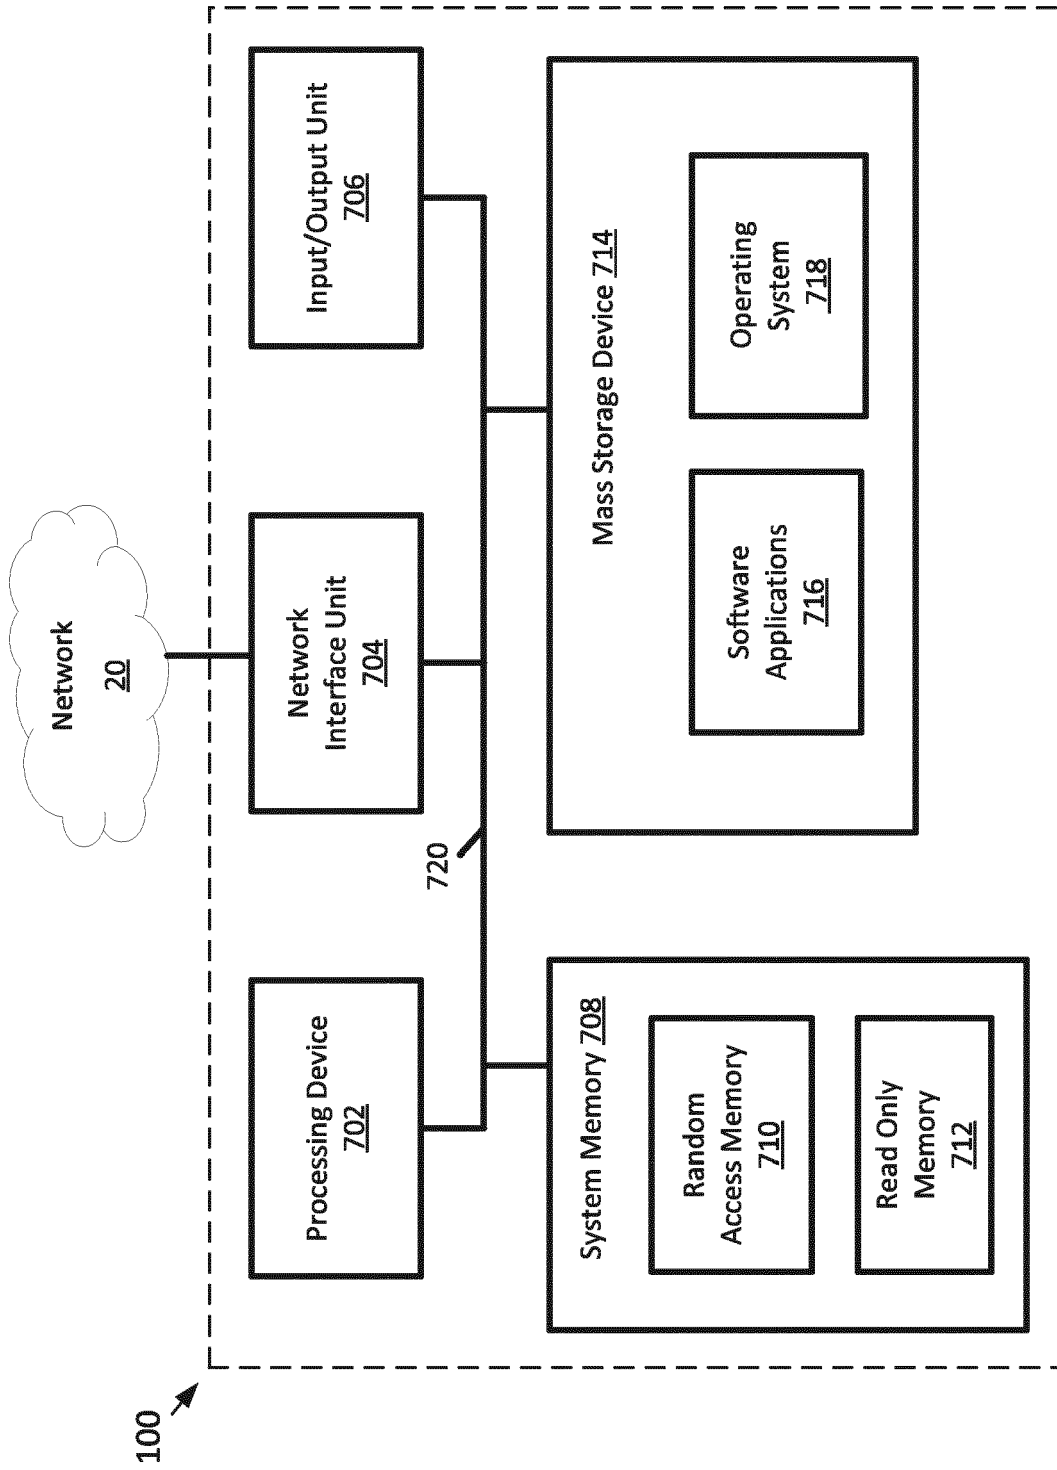 100
Network
20
Processing Device
702
Network
Interface Unit
704
Input/Output Unit
706
720
System Memory 708
Random
Access Memory
710
Read Only
Memory
712
Mass Storage Device 714
Software
Applications
716
Operating
System
718